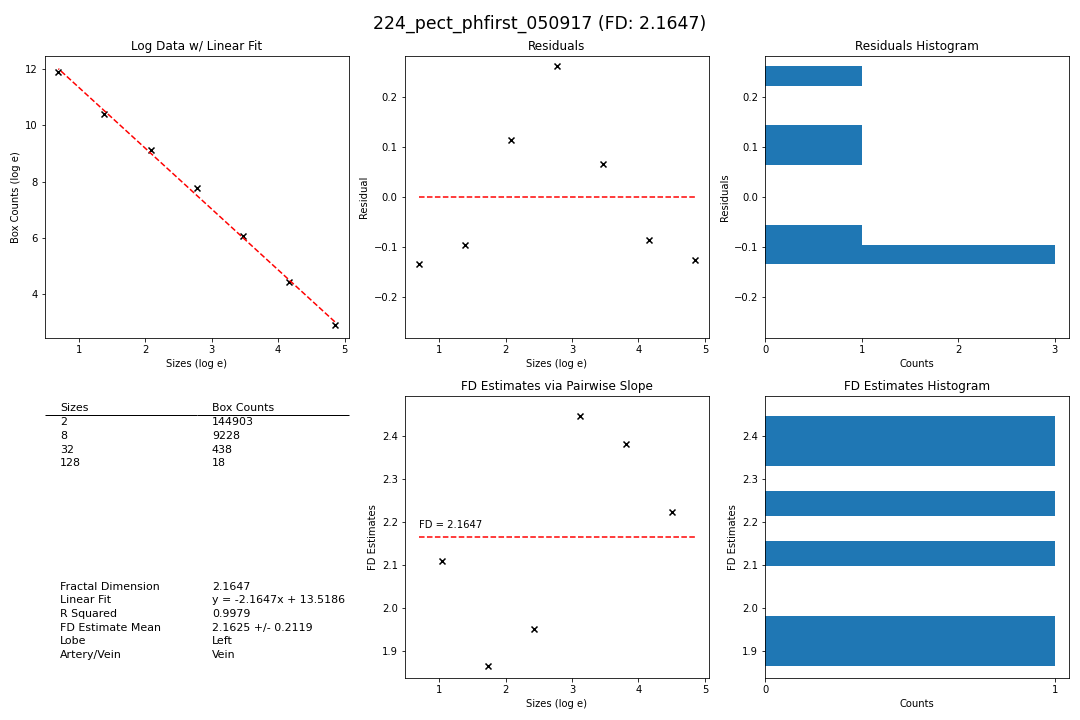 224_pect_phfirst_050917 (FD: 2.1647)
Log Data w/ Linear Fit
Box Counts (log e)
12
10
8
6
4
1 2 3 4 5
Sizes (log e)
Residuals
Residual
0.2
0.1
0.0
−0.1
−0.2
1 2 3 4 5
Sizes (log e)
Residuals Histogram
Residuals
0.2
0.1
0.0
−0.1
−0.2
0 1 2 3
Counts
Sizes Box Counts
2 144903
8 9228
32 438
128 18
Fractal Dimension 2.1647
Linear Fit y = -2.1647x + 13.5186
R Squared 0.9979
FD Estimate Mean 2.1625 +/- 0.2119
Lobe Left
Artery/Vein Vein
FD Estimates via Pairwise Slope
FD Estimates
2.4
2.3
2.2
2.1
2.0
1.9
FD = 2.1647
1 2 3 4 5
Sizes (log e)
FD Estimates Histogram
FD Estimates
2.4
2.3
2.2
2.1
2.0
1.9
0 1
Counts